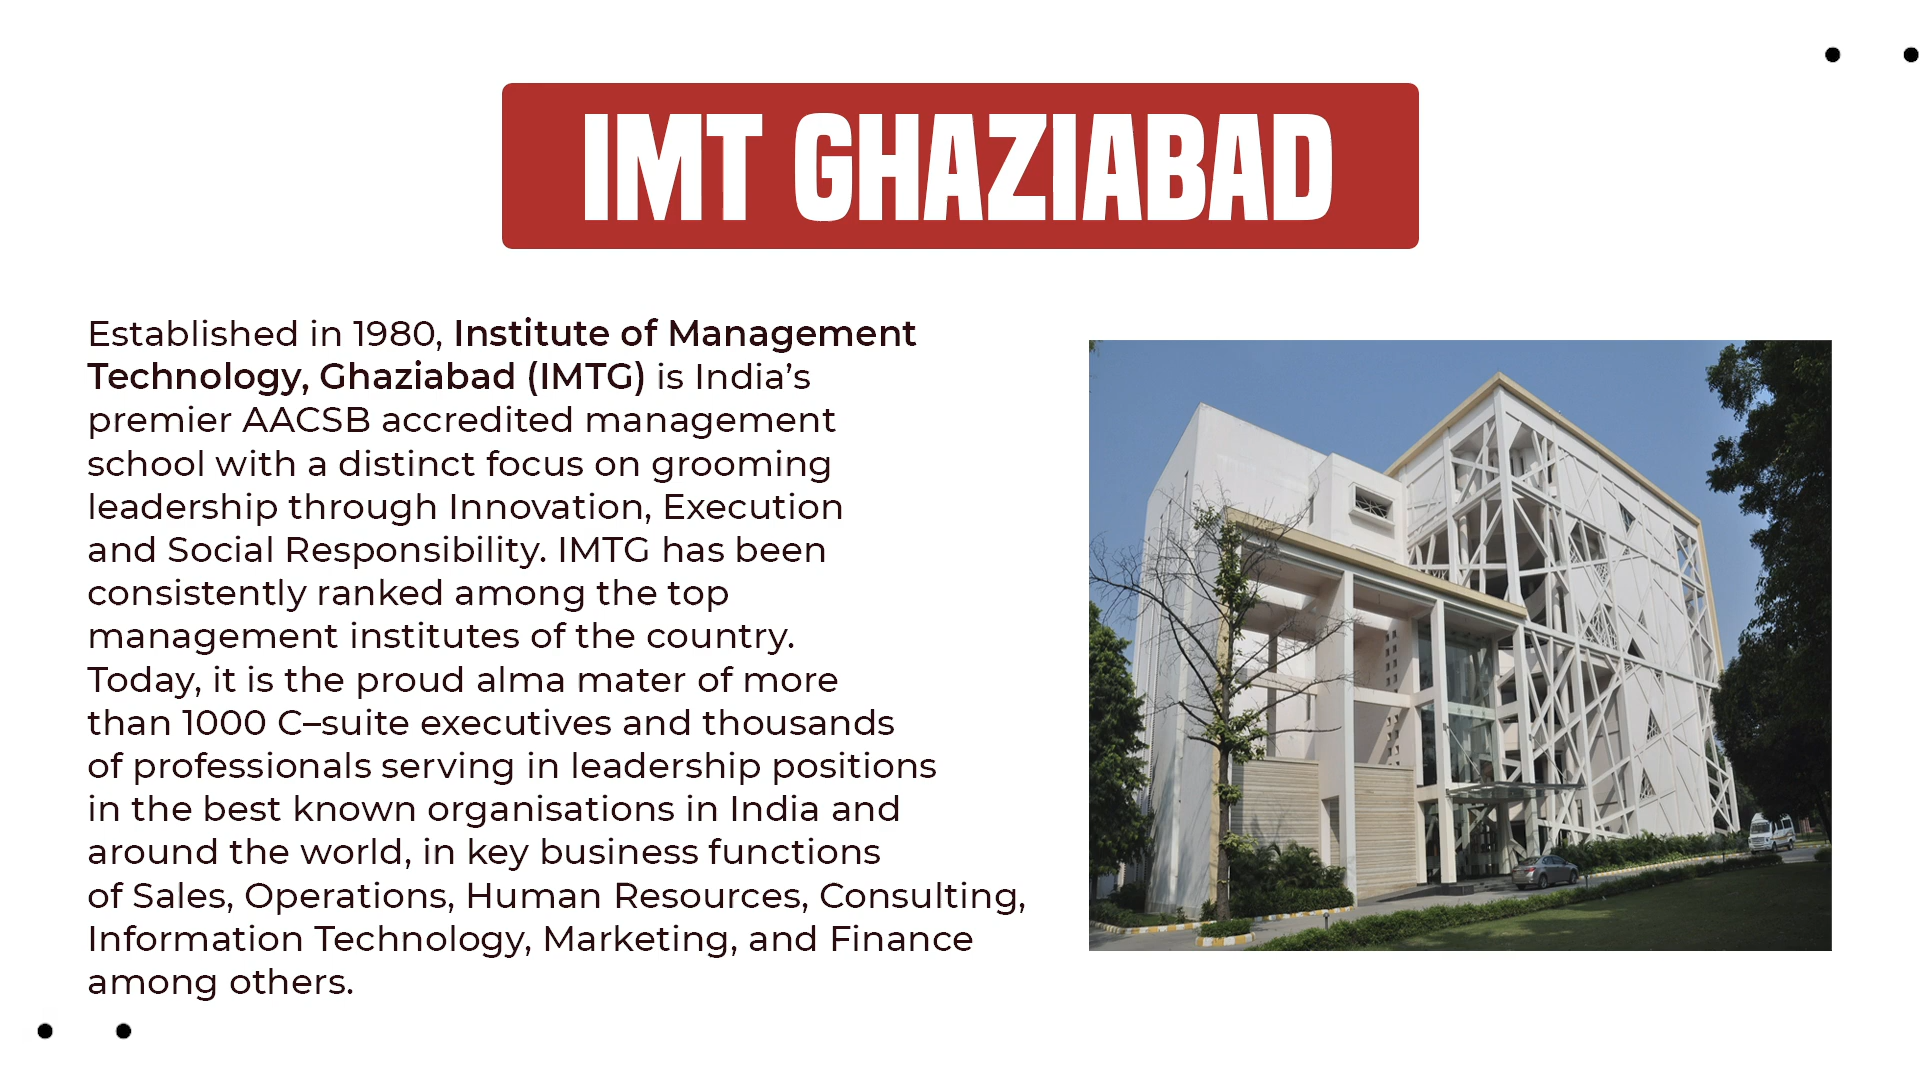 IMT GHAZIABAD
Established in 1980, Institute of Management
Technology, Ghaziabad (IMTG) is India’s
premier AACSB accredited management
school with a distinct focus on grooming
leadership through Innovation, Execution
and Social Responsibility. IMTG has been
consistently ranked among the top
management institutes of the country.
Today, it is the proud alma mater of more
than 1000 C–suite executives and thousands
of professionals serving in leadership positions
in the best known organisations in India and
around the world, in key business functions
of Sales, Operations, Human Resources, Consulting,
Information Technology, Marketing, and Finance
among others.